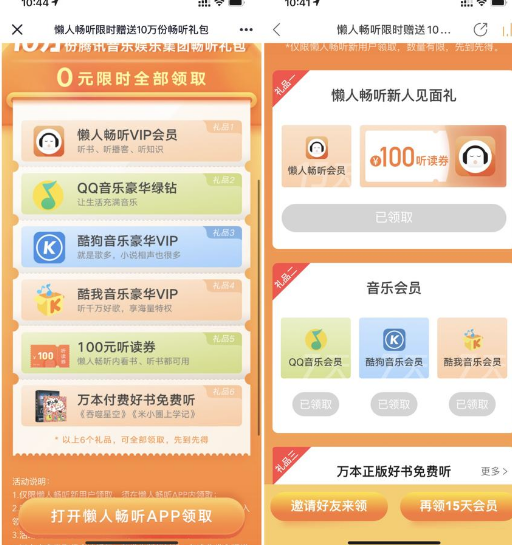 10:44
懒人畅听限时赠送10万份畅听礼包
10万份腾讯音乐娱乐集团畅听礼包
0元限时全部领取
礼品1
懒人畅听VIP会员
听书、听播客、听知识
礼品2
QQ音乐豪华绿钻
让生活充满音乐
礼品3
酷狗音乐豪华VIP
就是歌多，小说相声也很多
礼品4
酷我音乐豪华VIP
听千万好歌，享海量特权
礼品5
100元听读券
懒人畅听内看书、听书都可用
¥100
礼品6
万本付费好书免费听
《吞噬星空》《米小圈上学记》
* 以上6个礼品，可全部领取，先到先得
活动说明：
1.仅限懒人畅听新用户领取，须在懒人畅听APP内领取；
2.
打开懒人畅听APP领取
3.活
10:41
懒人畅听限时赠送10...
*仅限懒人畅听新用户领取，数量有限，先到先得。
礼品一
懒人畅听新人见面礼
懒人畅听会员
¥100听读券
已领取
礼品二
音乐会员
QQ音乐会员
酷狗音乐会员
酷我音乐会员
已领取
已领取
已领取
礼品三
万本正版好书免费听
更多>
邀请好友来领
再领15天会员